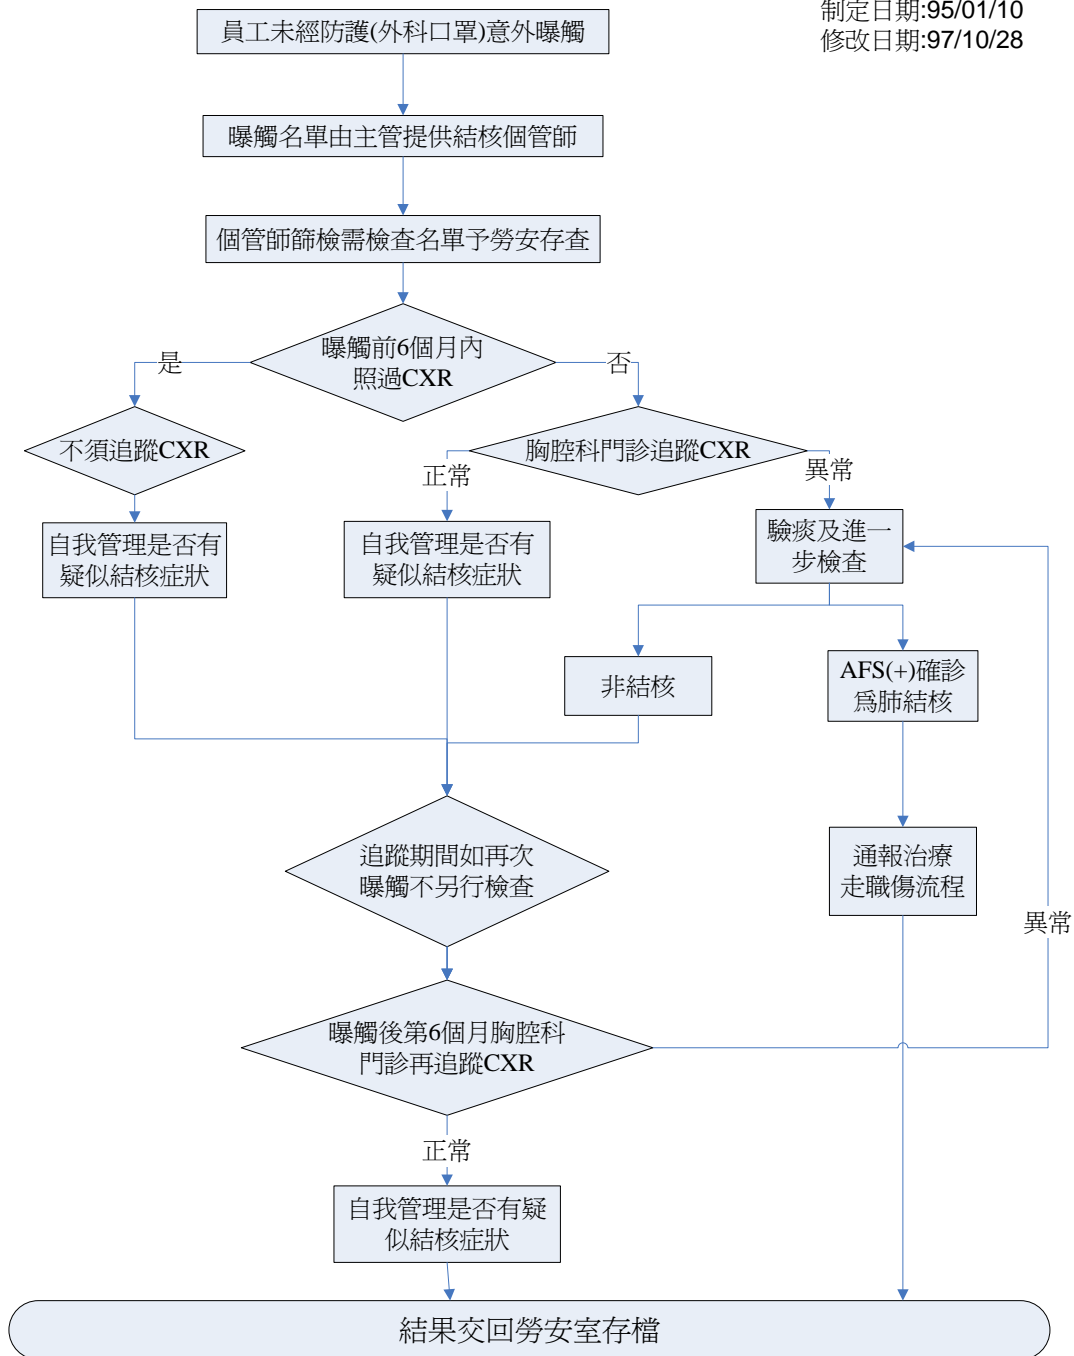 制定日期:95/01/10
修改日期:97/10/28
員工未經防護(外科口罩)意外曝觸
曝觸名單由主管提供結核個管師
個管師篩檢需檢查名單予勞安存查
曝觸前6個月內
照過CXR
是
否
不須追蹤CXR
胸腔科門診追蹤CXR
正常
異常
自我管理是否有
疑似結核症狀
自我管理是否有
疑似結核症狀
驗痰及進一
步檢查
非結核
AFS(+)確診
為肺結核
追蹤期間如再次
曝觸不另行檢查
通報治療
走職傷流程
異常
曝觸後第6個月胸腔科
門診再追蹤CXR
正常
自我管理是否有疑
似結核症狀
結果交回勞安室存檔